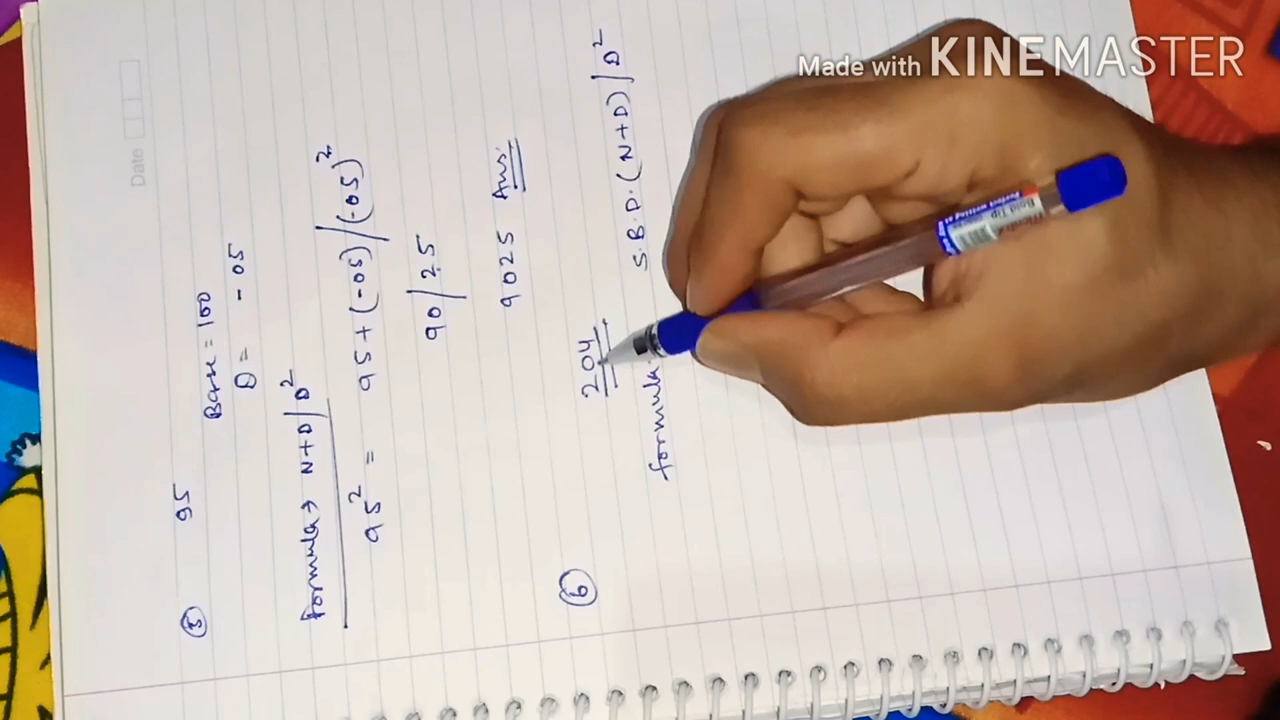 Made with KINEMASTER
Date
(5) 95
Base = 100
D = - 05
Formula → N+D/D²
95² = 95 + (-05)/(-05)²
90/25
9025 Ans:
(6) 204
formula S.B.D.(N+D)/D²